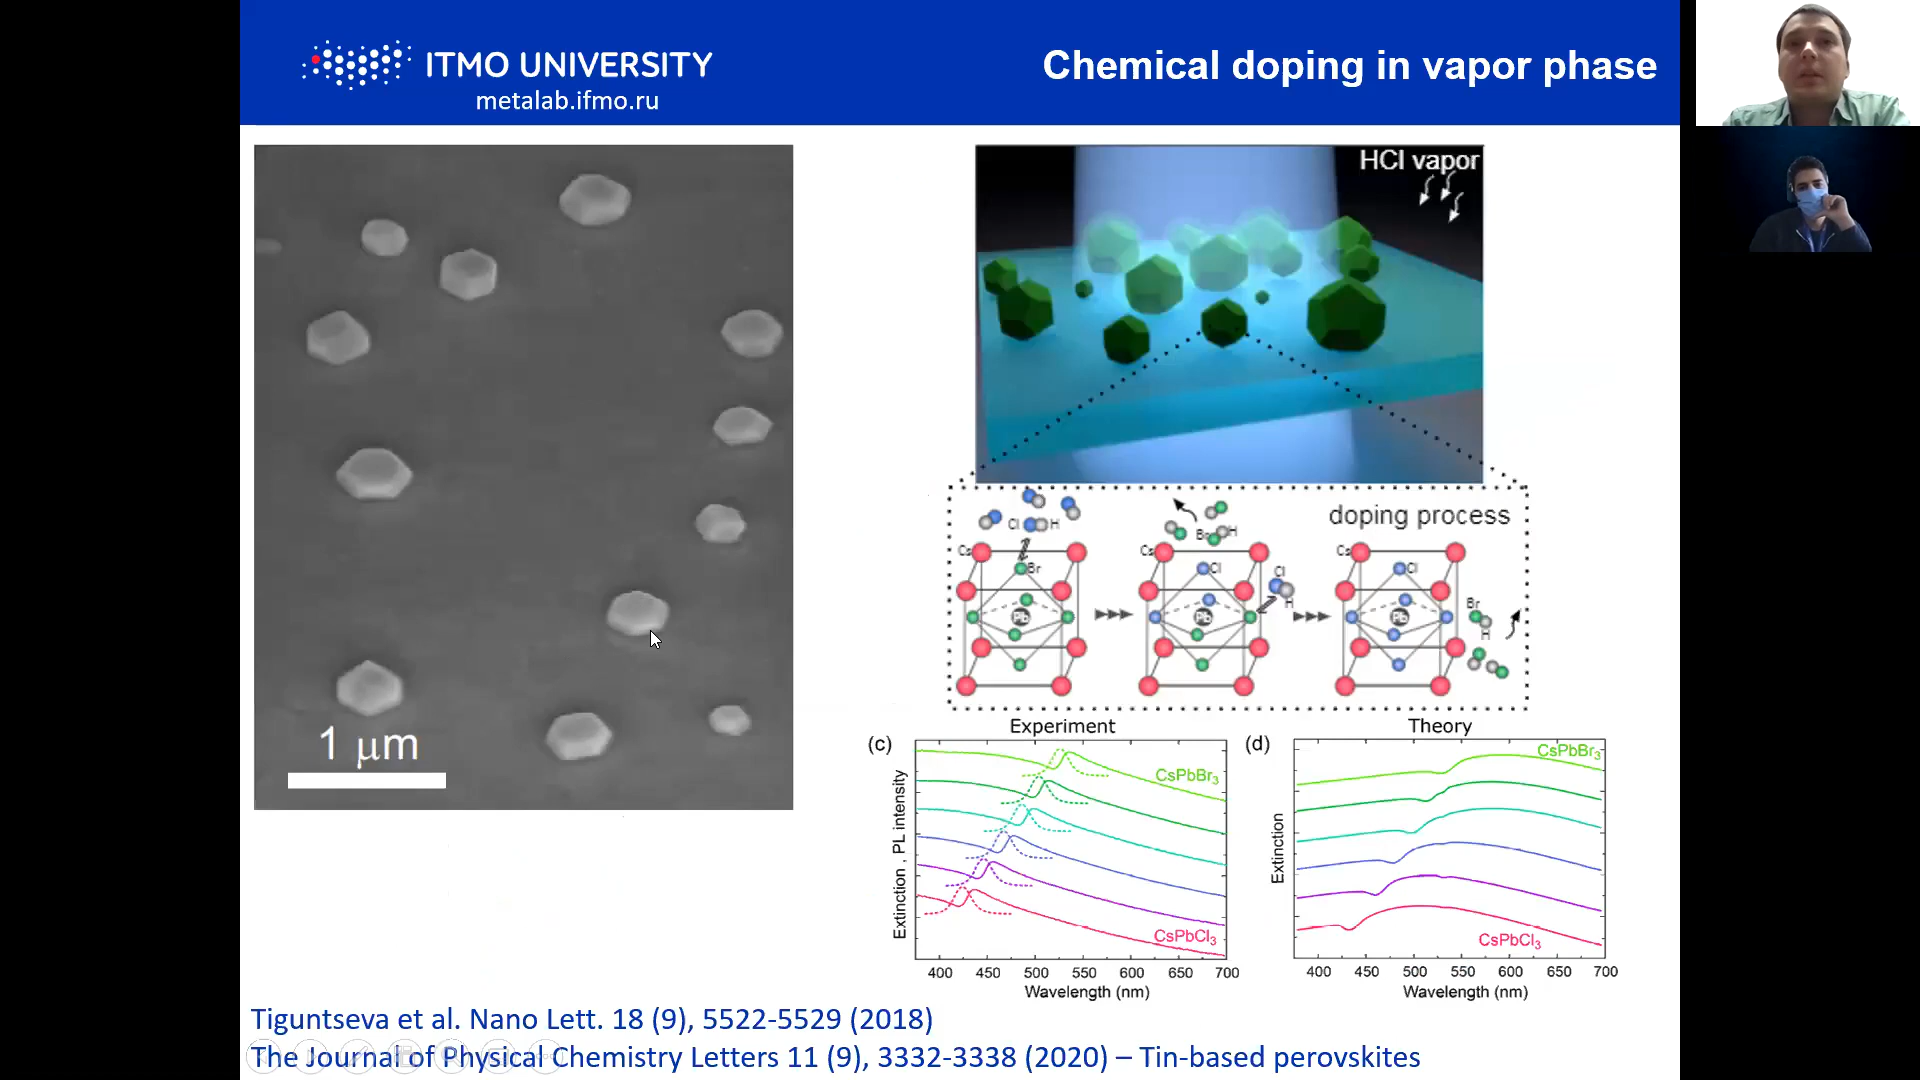 ITMO UNIVERSITY
metalab.ifmo.ru
Chemical doping in vapor phase
1 μm
HCl vapor
doping process
Cl H
Cs
Br
Pb
Br H
Cs
Cl
Cl
H
Pb
Cs
Cl
Pb
Br
H
Experiment
(c)
Extinction , PL intensity
CsPbBr3
CsPbCl3
400 450 500 550 600 650 700
Wavelength (nm)
Theory
(d)
Extinction
CsPbBr3
CsPbCl3
400 450 500 550 600 650 700
Wavelength (nm)
Tiguntseva et al. Nano Lett. 18 (9), 5522-5529 (2018)
The Journal of Physical Chemistry Letters 11 (9), 3332-3338 (2020) – Tin-based perovskites